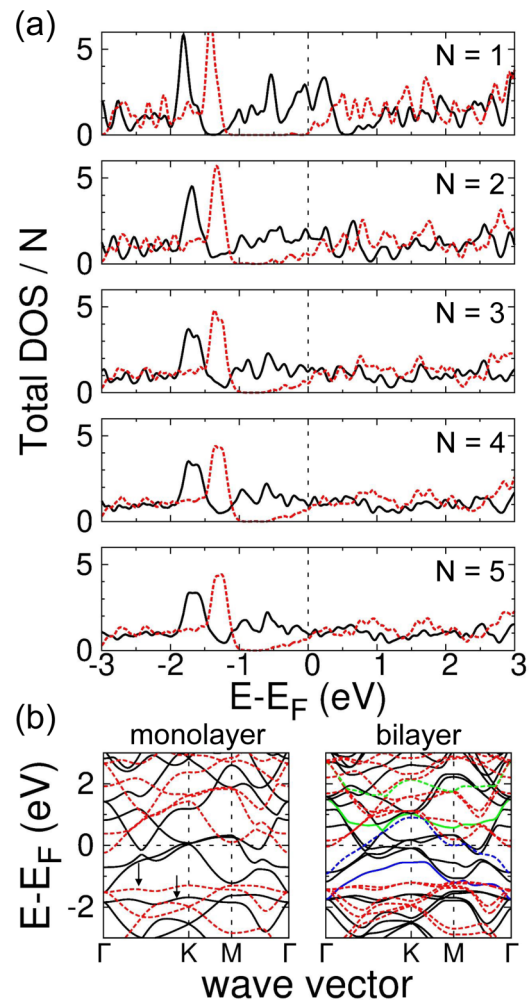 (a)
5
0
N = 1
5
0
N = 2
Total DOS / N
5
0
N = 3
5
0
N = 4
5
0
N = 5
-3 -2 -1 0 1 2 3
E-E_F (eV)
(b)
monolayer bilayer
E-E_F (eV)
2
0
-2
Γ K M Γ Γ K M Γ
wave vector